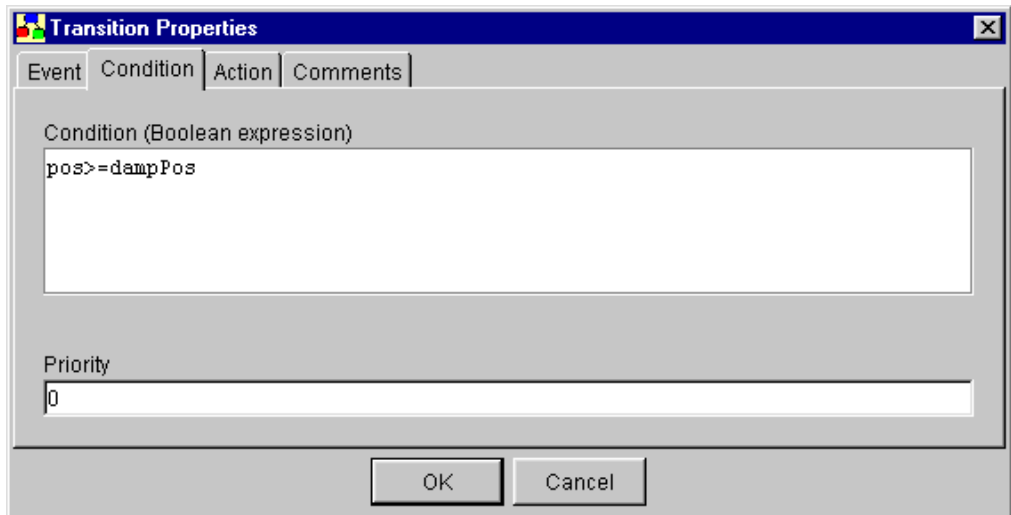 Transition Properties
Event Condition Action Comments
Condition (Boolean expression)
pos>=dampPos
Priority
0
OK Cancel